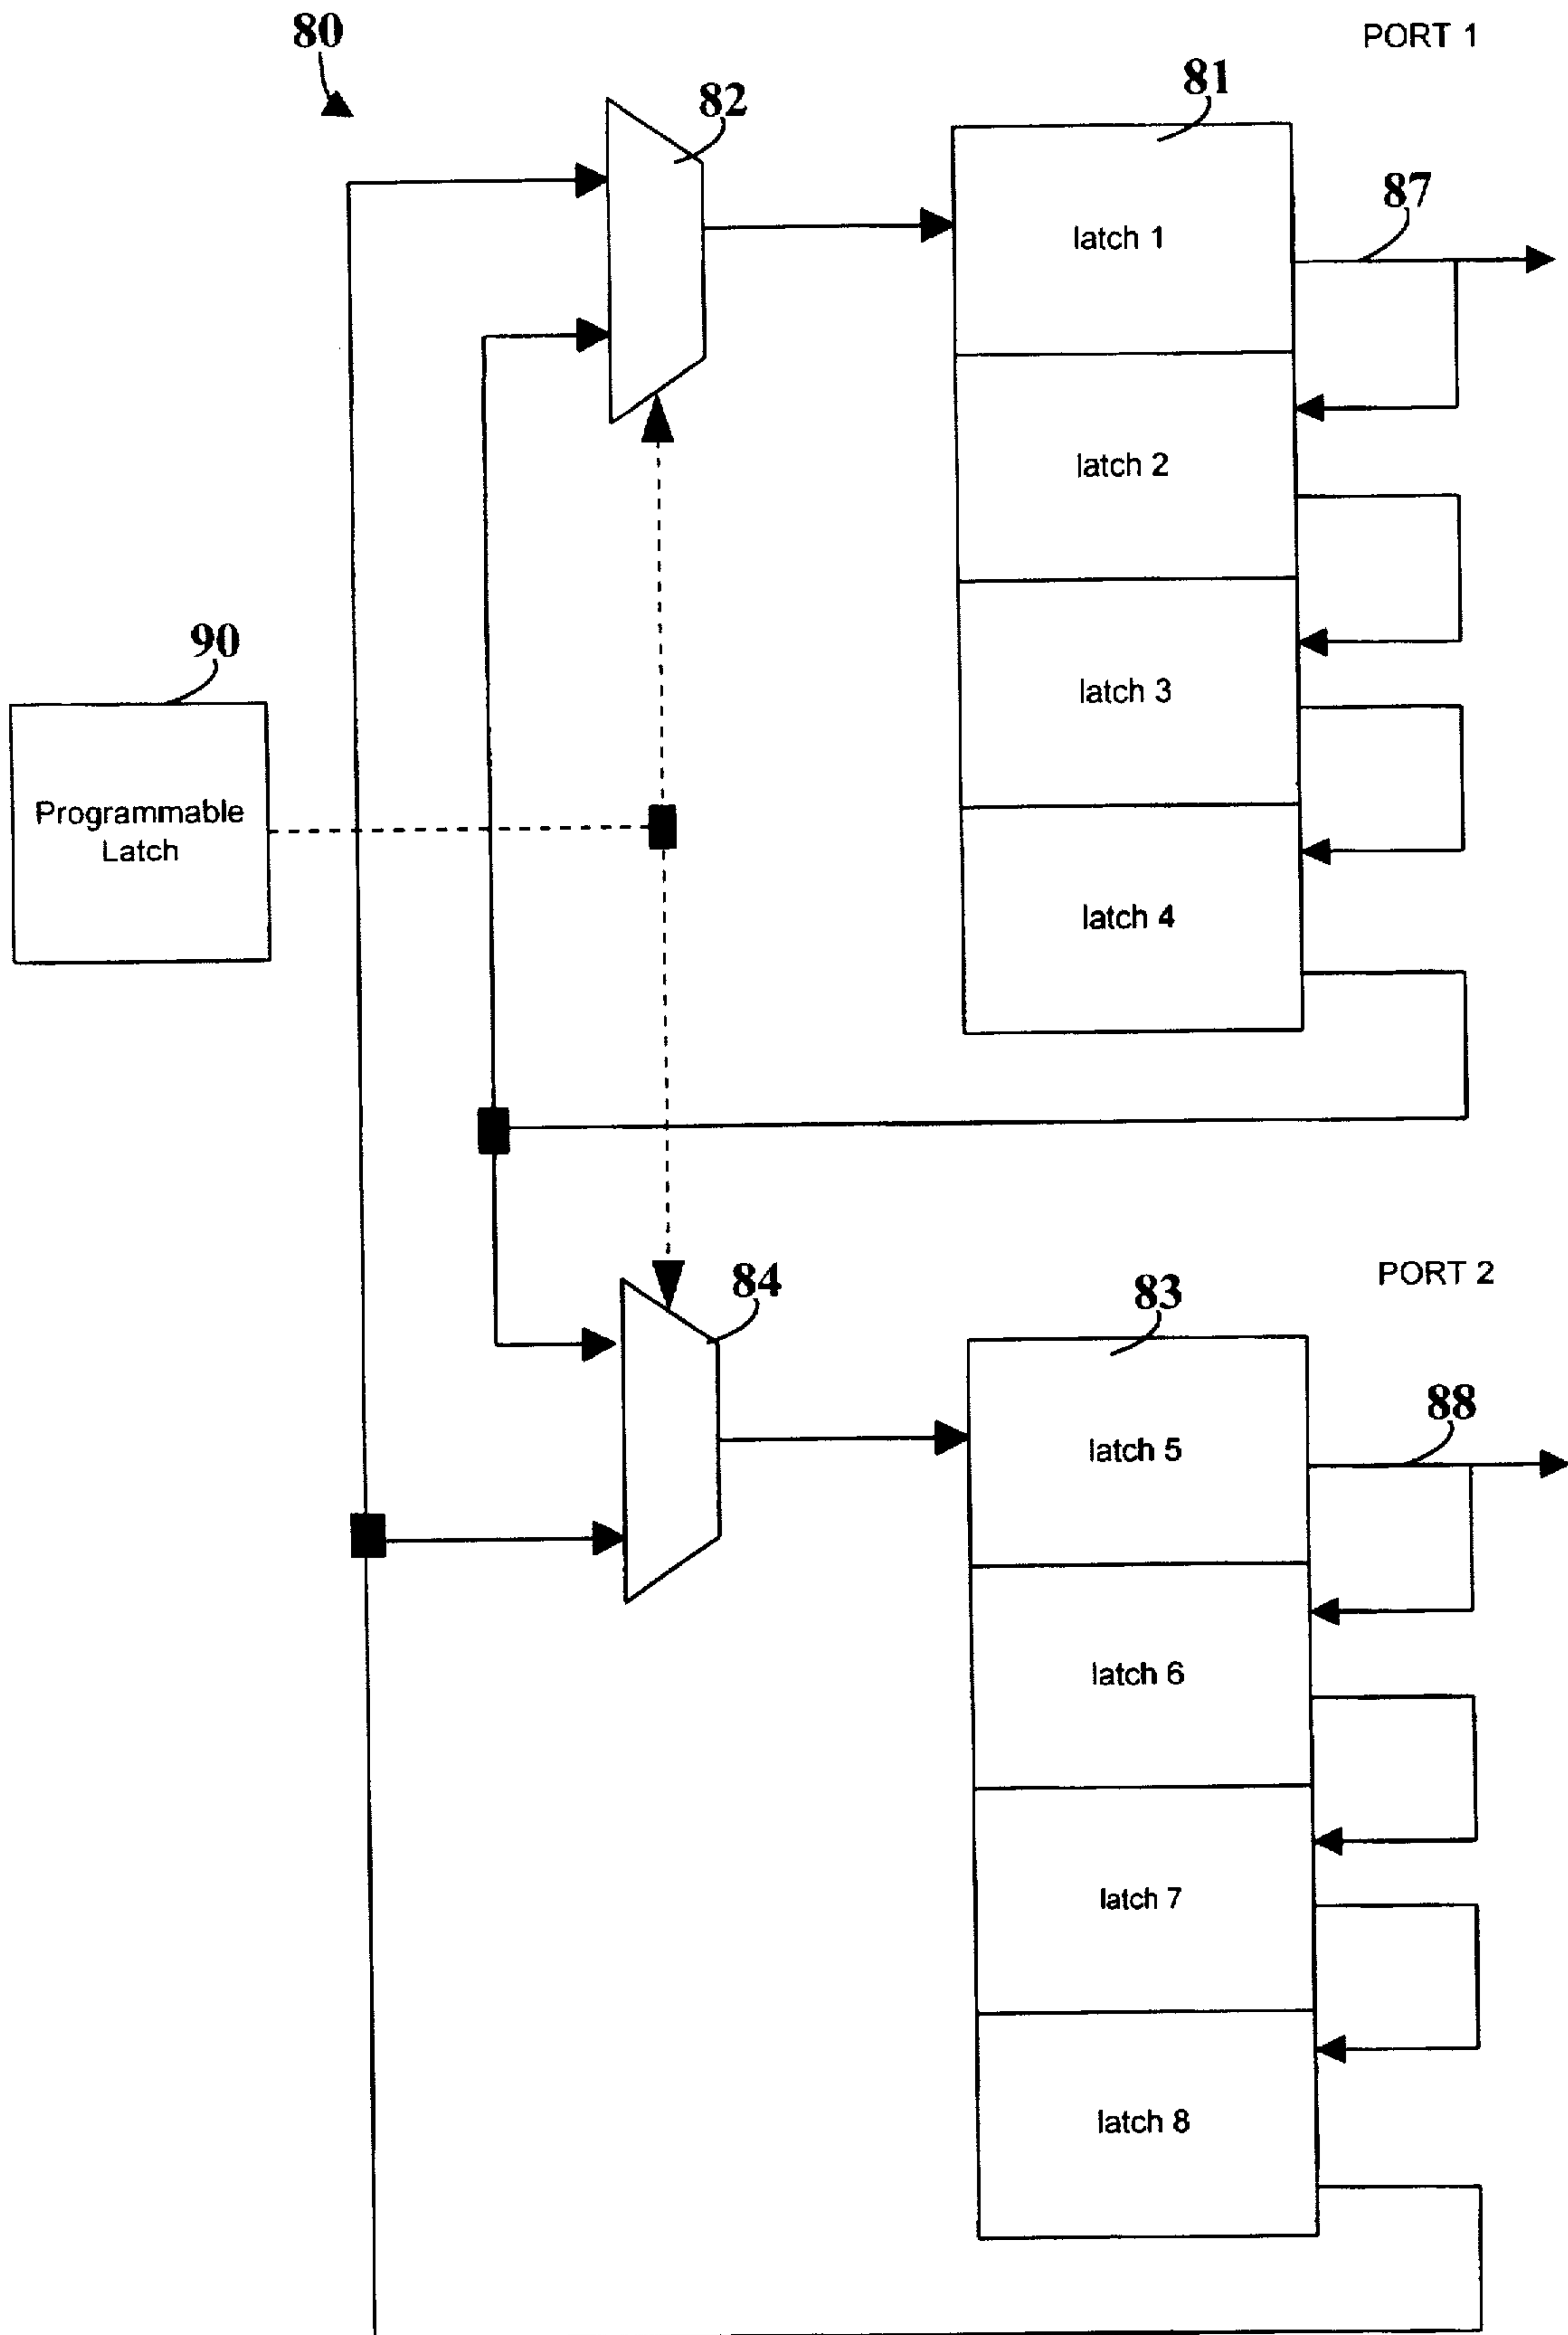 80
PORT 1
82
81
87
latch 1
latch 2
90
latch 3
Programmable
Latch
latch 4
PORT 2
84
83
88
latch 5
latch 6
latch 7
latch 8